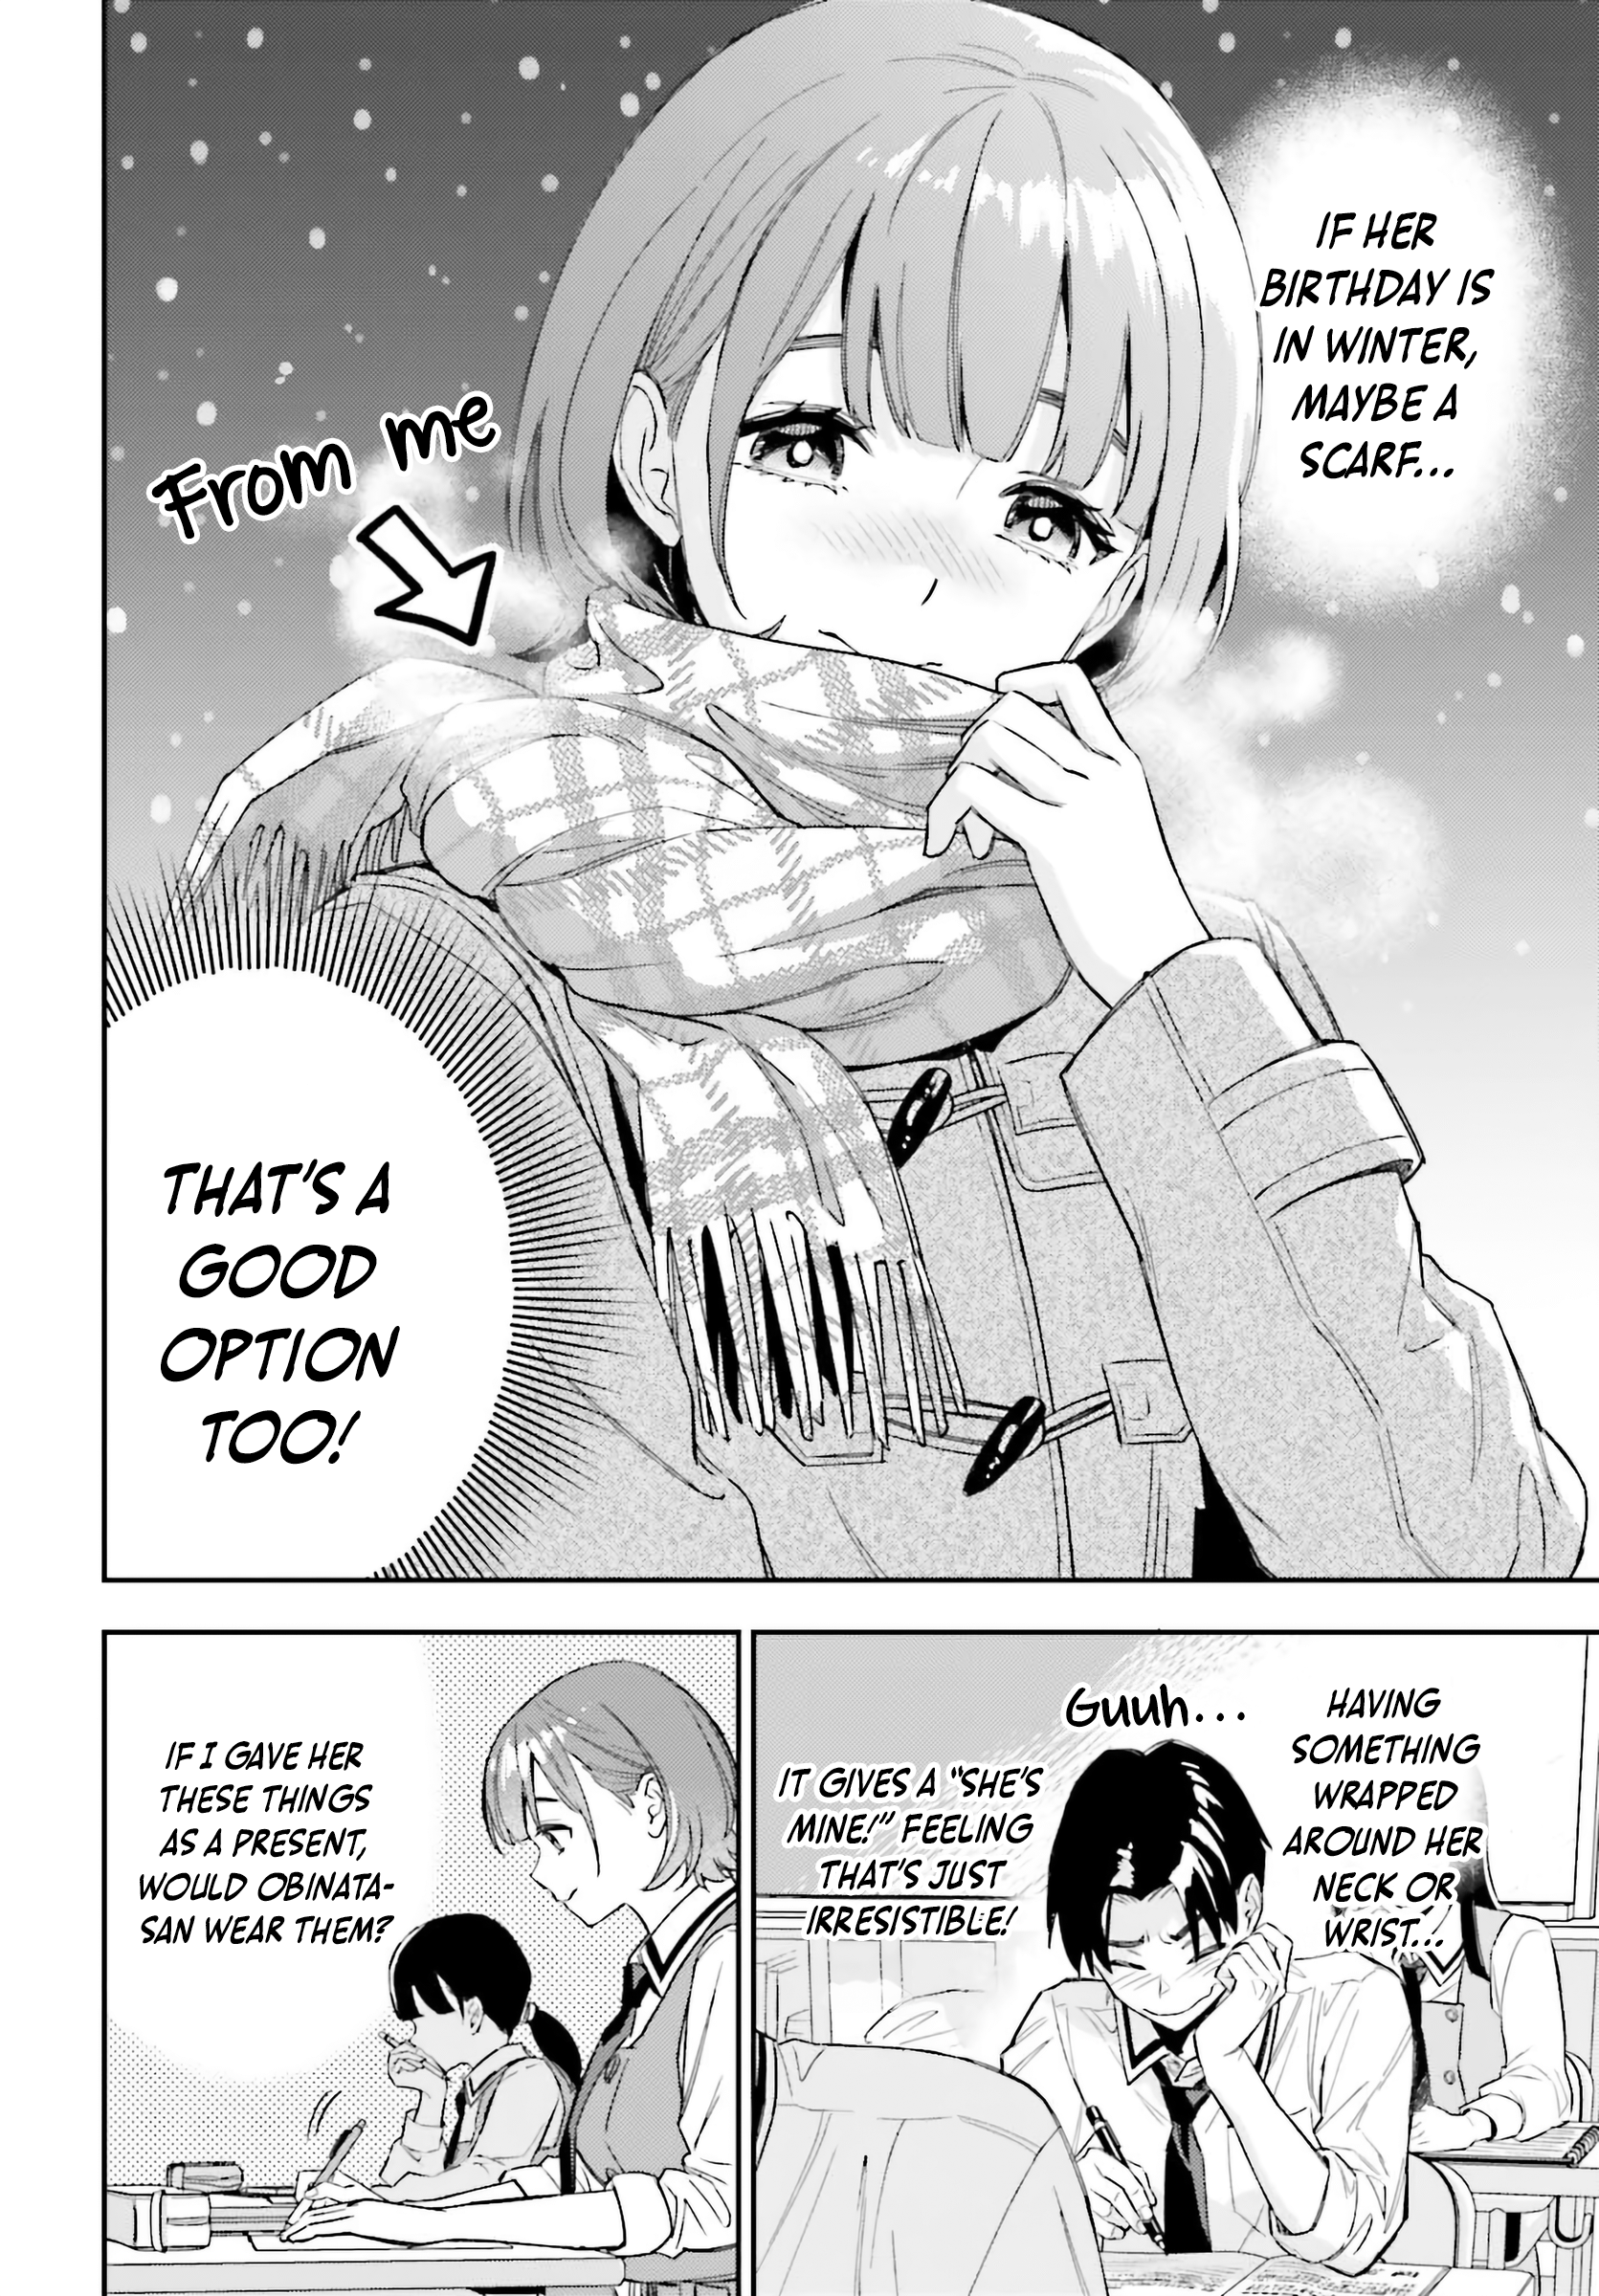 IF HER
BIRTHDAY IS
IN WINTER,
MAYBE A
SCARF...
From me
THAT'S A
GOOD
OPTION
TOO!
HAVING
SOMETHING
WRAPPED
AROUND HER
NECK OR
WRIST...
Guuh...
IT GIVES A "SHE'S
MINE!" FEELING
THAT'S JUST
IRRESISTIBLE!
IF I GAVE HER
THESE THINGS
AS A PRESENT,
WOULD OBINATA-
SAN WEAR THEM?